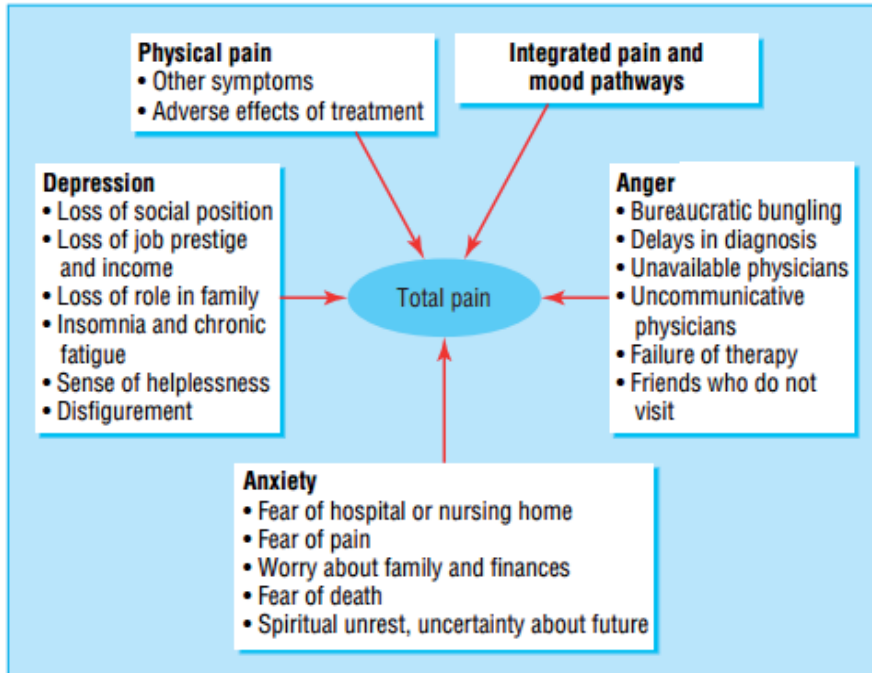 Physical pain
• Other symptoms
• Adverse effects of treatment
Integrated pain and
mood pathways
Depression
• Loss of social position
• Loss of job prestige
and income
• Loss of role in family
• Insomnia and chronic
fatigue
• Sense of helplessness
• Disfigurement
Total pain
Anger
• Bureaucratic bungling
• Delays in diagnosis
• Unavailable physicians
• Uncommunicative
physicians
• Failure of therapy
• Friends who do not
visit
Anxiety
• Fear of hospital or nursing home
• Fear of pain
• Worry about family and finances
• Fear of death
• Spiritual unrest, uncertainty about future